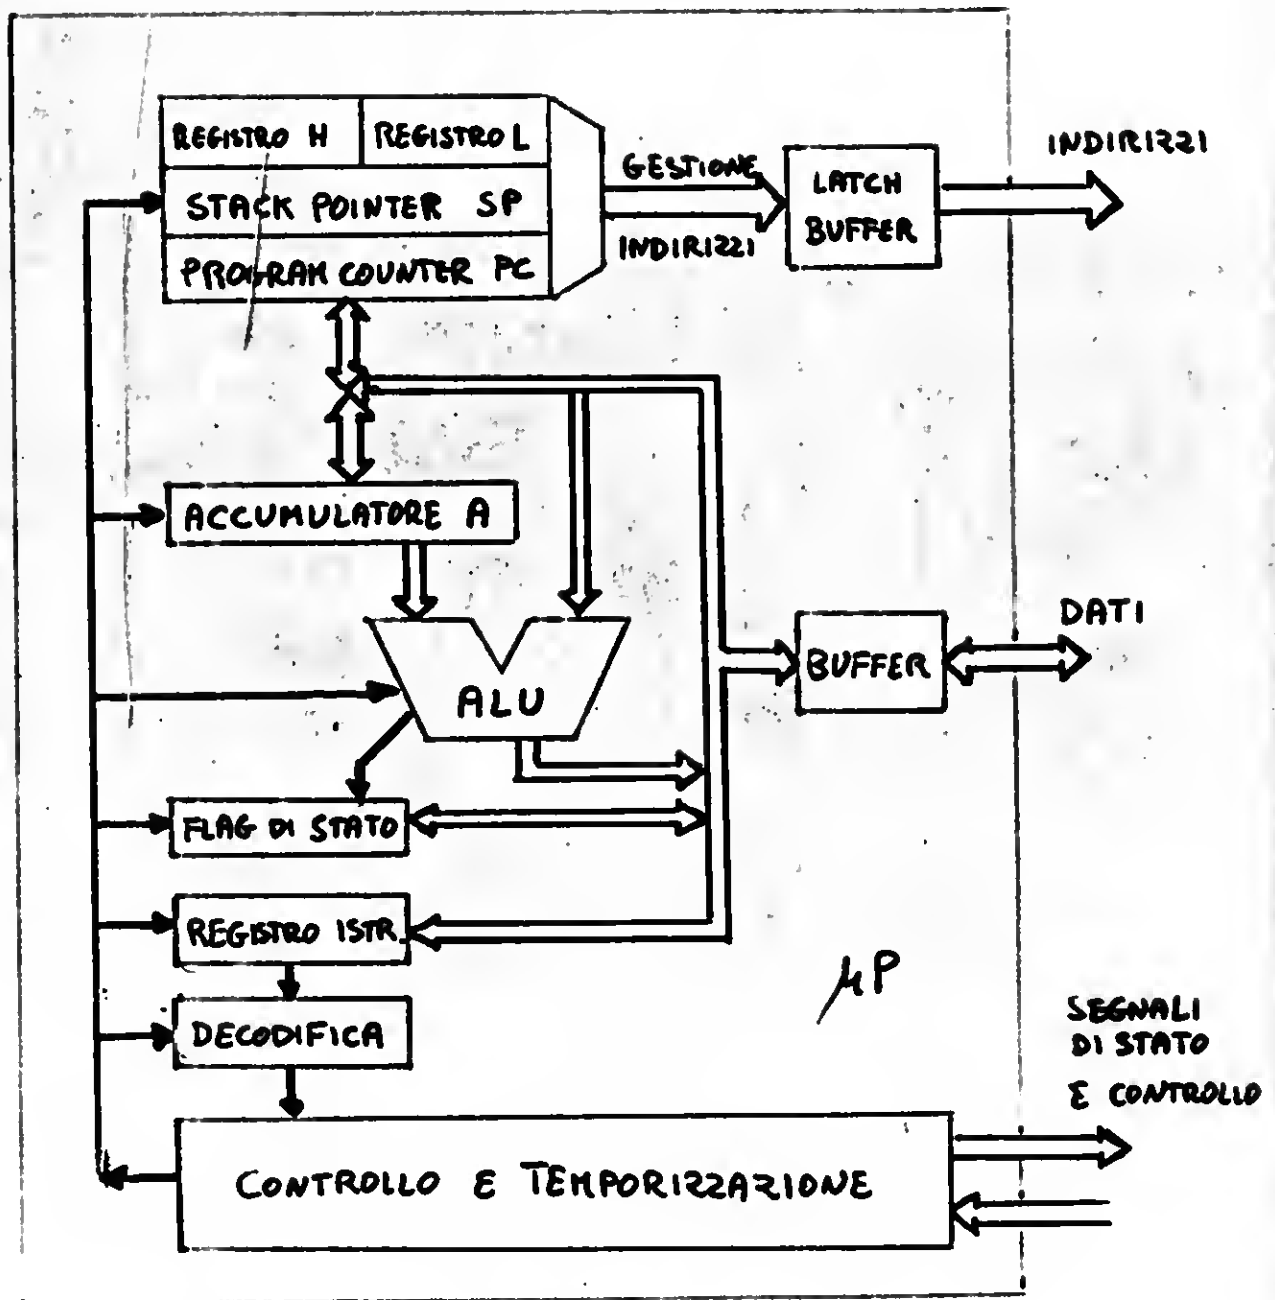 REGISTRO H
REGISTRO L
STACK POINTER SP
PROGRAM COUNTER PC
GESTIONE
INDIRIZZI
LATCH
BUFFER
INDIRIZZI
ACCUMULATORE A
ALU
BUFFER
DATI
FLAG DI STATO
REGISTRO ISTR.
DECODIFICA
μP
SEGNALI
DI STATO
E CONTROLLO
CONTROLLO E TEMPORIZZAZIONE